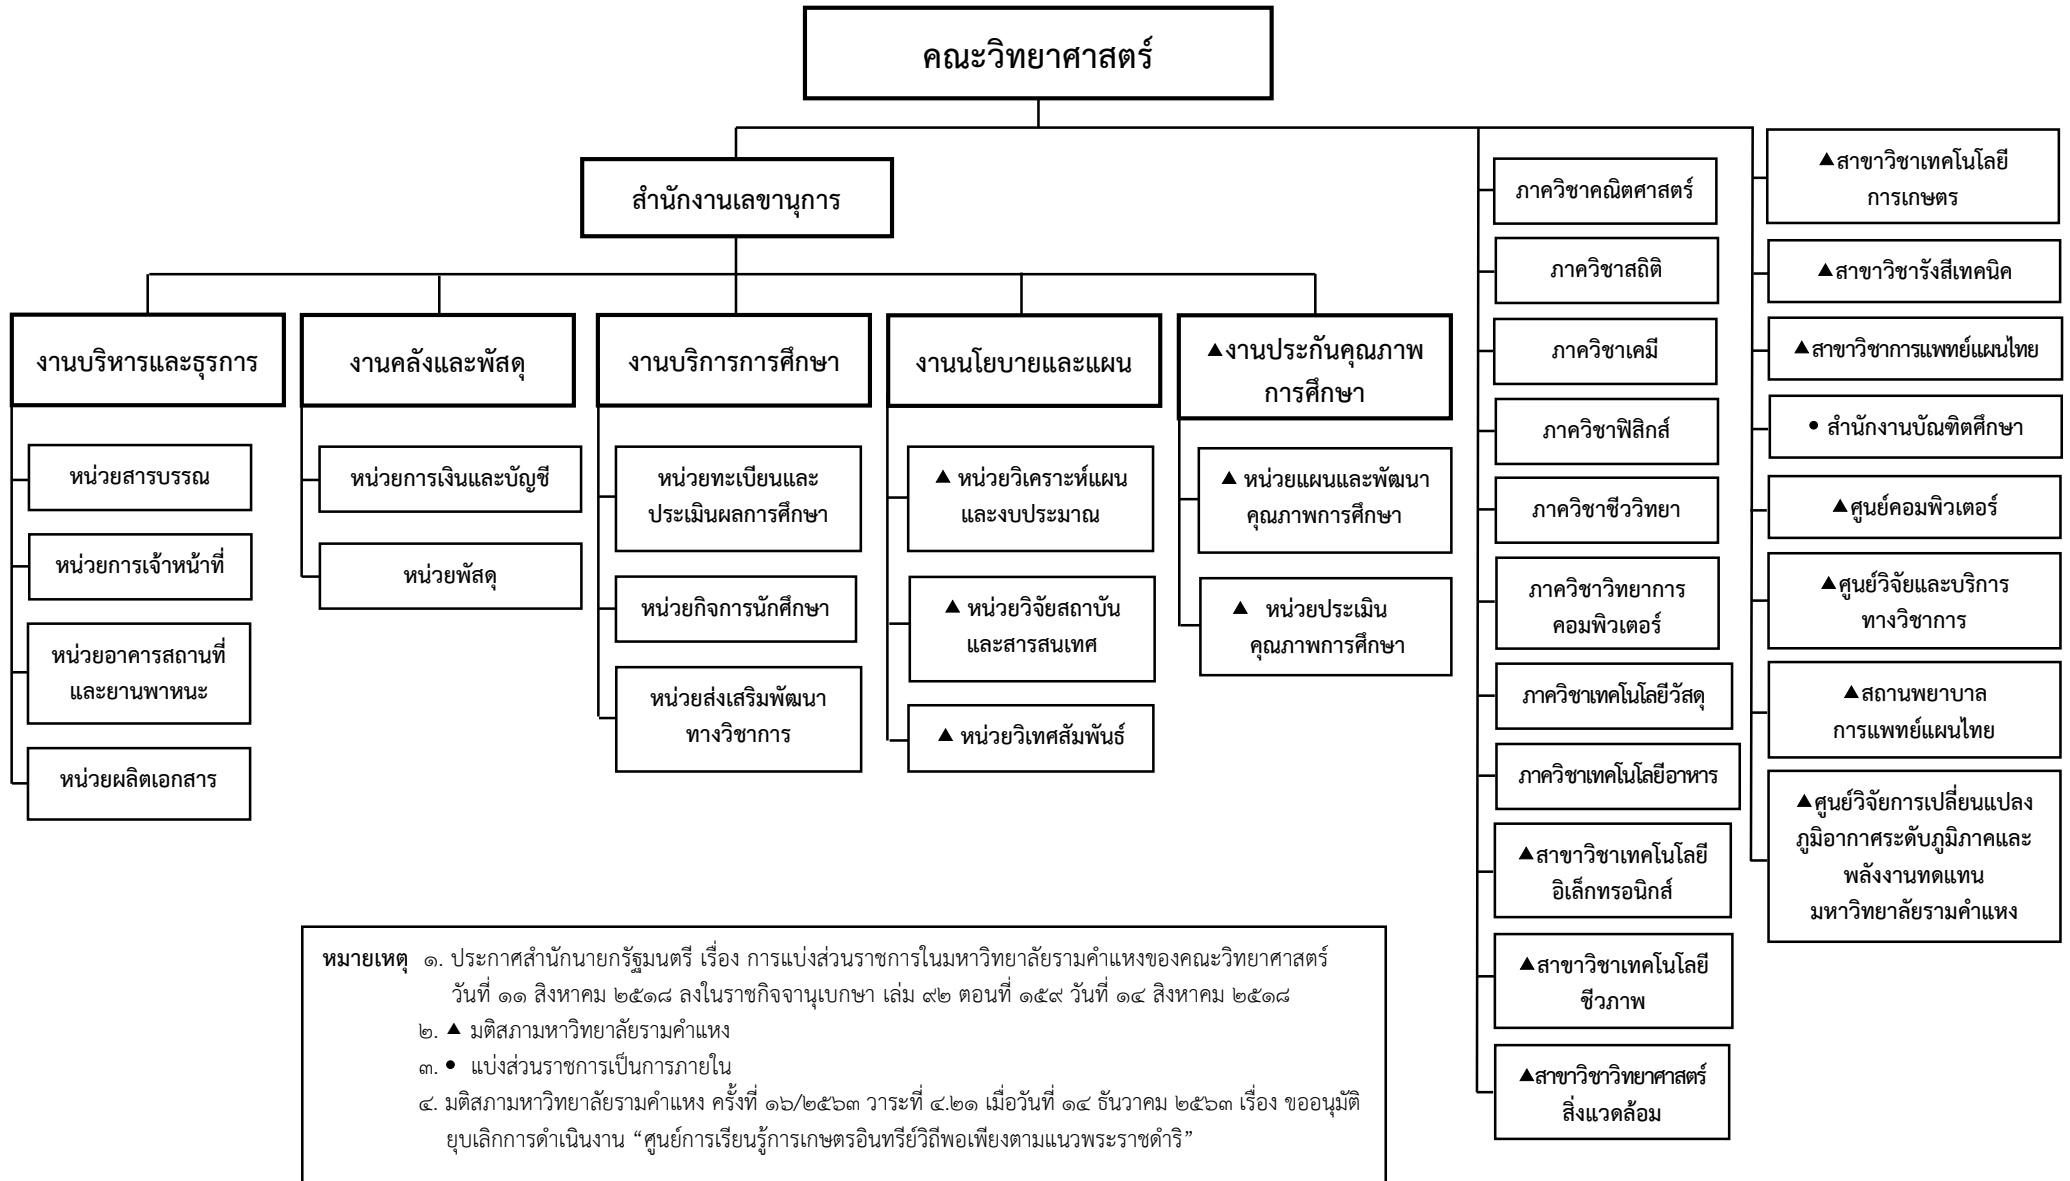 คณะวิทยาศาสตร์
สำนักงานเลขานุการ
งานบริหารและธุรการ
หน่วยสารบรรณ
หน่วยการเจ้าหน้าที่
หน่วยอาคารสถานที่
และยานพาหนะ
หน่วยผลิตเอกสาร
งานคลังและพัสดุ
หน่วยการเงินและบัญชี
หน่วยพัสดุ
งานบริการการศึกษา
หน่วยทะเบียนและ
ประเมินผลการศึกษา
หน่วยกิจการนักศึกษา
หน่วยส่งเสริมพัฒนา
ทางวิชาการ
งานนโยบายและแผน
▲ หน่วยวิเคราะห์แผน
และงบประมาณ
▲ หน่วยวิจัยสถาบัน
และสารสนเทศ
▲ หน่วยวิเทศสัมพันธ์
▲งานประกันคุณภาพ
การศึกษา
▲ หน่วยแผนและพัฒนา
คุณภาพการศึกษา
▲ หน่วยประเมิน
คุณภาพการศึกษา
ภาควิชาคณิตศาสตร์
ภาควิชาสถิติ
ภาควิชาเคมี
ภาควิชาฟิสิกส์
ภาควิชาชีววิทยา
ภาควิชาวิทยาการ
คอมพิวเตอร์
ภาควิชาเทคโนโลยีวัสดุ
ภาควิชาเทคโนโลยีอาหาร
▲สาขาวิชาเทคโนโลยี
อิเล็กทรอนิกส์
▲สาขาวิชาเทคโนโลยี
ชีวภาพ
▲สาขาวิชาวิทยาศาสตร์
สิ่งแวดล้อม
▲สาขาวิชาเทคโนโลยี
การเกษตร
▲สาขาวิชารังสีเทคนิค
▲สาขาวิชาการแพทย์แผนไทย
• สำนักงานบัณฑิตศึกษา
▲ศูนย์คอมพิวเตอร์
▲ศูนย์วิจัยและบริการ
ทางวิชาการ
▲สถานพยาบาล
การแพทย์แผนไทย
▲ศูนย์วิจัยการเปลี่ยนแปลง
ภูมิอากาศระดับภูมิภาคและ
พลังงานทดแทน
มหาวิทยาลัยรามคำแหง
หมายเหตุ ๑. ประกาศสำนักนายกรัฐมนตรี เรื่อง การแบ่งส่วนราชการในมหาวิทยาลัยรามคำแหงของคณะวิทยาศาสตร์
วันที่ ๑๑ สิงหาคม ๒๕๑๘ ลงในราชกิจจานุเบกษา เล่ม ๙๒ ตอนที่ ๑๕๙ วันที่ ๑๔ สิงหาคม ๒๕๑๘
๒. ▲ มติสภามหาวิทยาลัยรามคำแหง
๓. • แบ่งส่วนราชการเป็นการภายใน
๔. มติสภามหาวิทยาลัยรามคำแหง ครั้งที่ ๑๖/๒๕๖๓ วาระที่ ๔.๒๑ เมื่อวันที่ ๑๔ ธันวาคม ๒๕๖๓ เรื่อง ขออนุมัติ
ยุบเลิกการดำเนินงาน “ศูนย์การเรียนรู้การเกษตรอินทรีย์วิถีพอเพียงตามแนวพระราชดำริ”